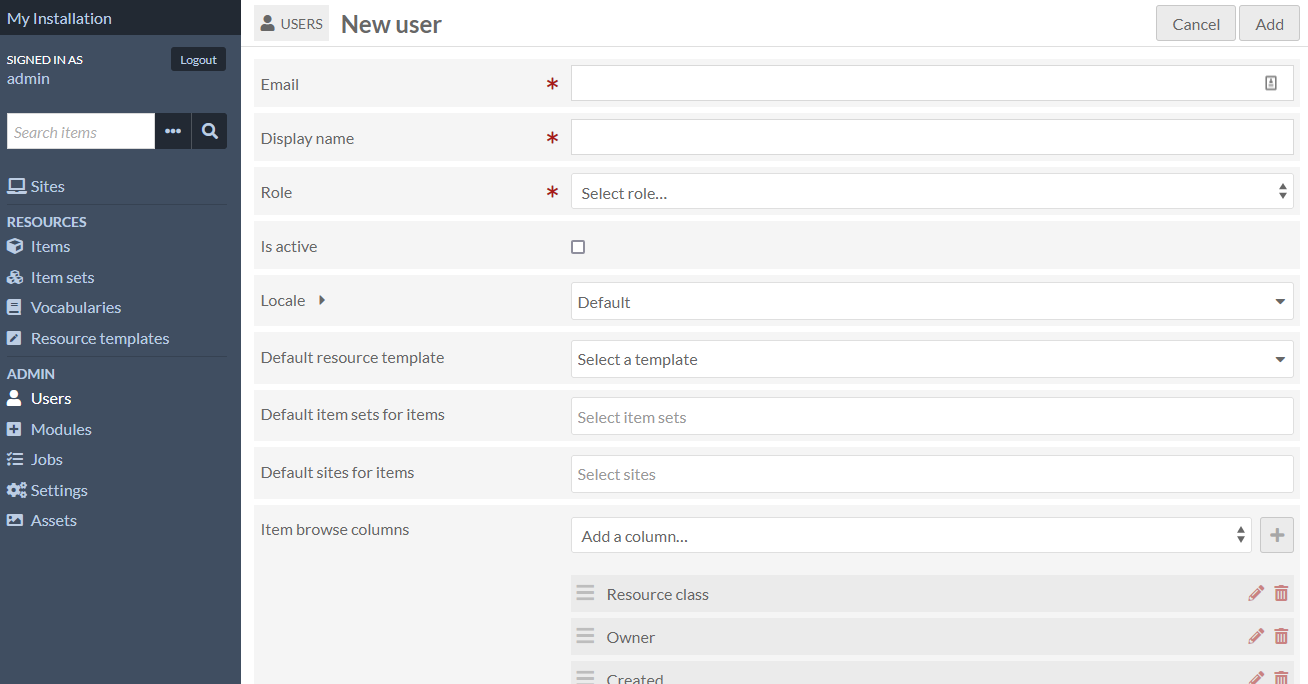 My Installation
SIGNED IN AS
Logout
admin
Search items
Sites
RESOURCES
Items
Item sets
Vocabularies
Resource templates
ADMIN
Users
Modules
Jobs
Settings
Assets
USERS New user
Cancel
Add
Email
Display name
Role
Select role...
Is active
Locale
Default
Default resource template
Select a template
Default item sets for items
Select item sets
Default sites for items
Select sites
Item browse columns
Add a column...
Resource class
Owner
Created